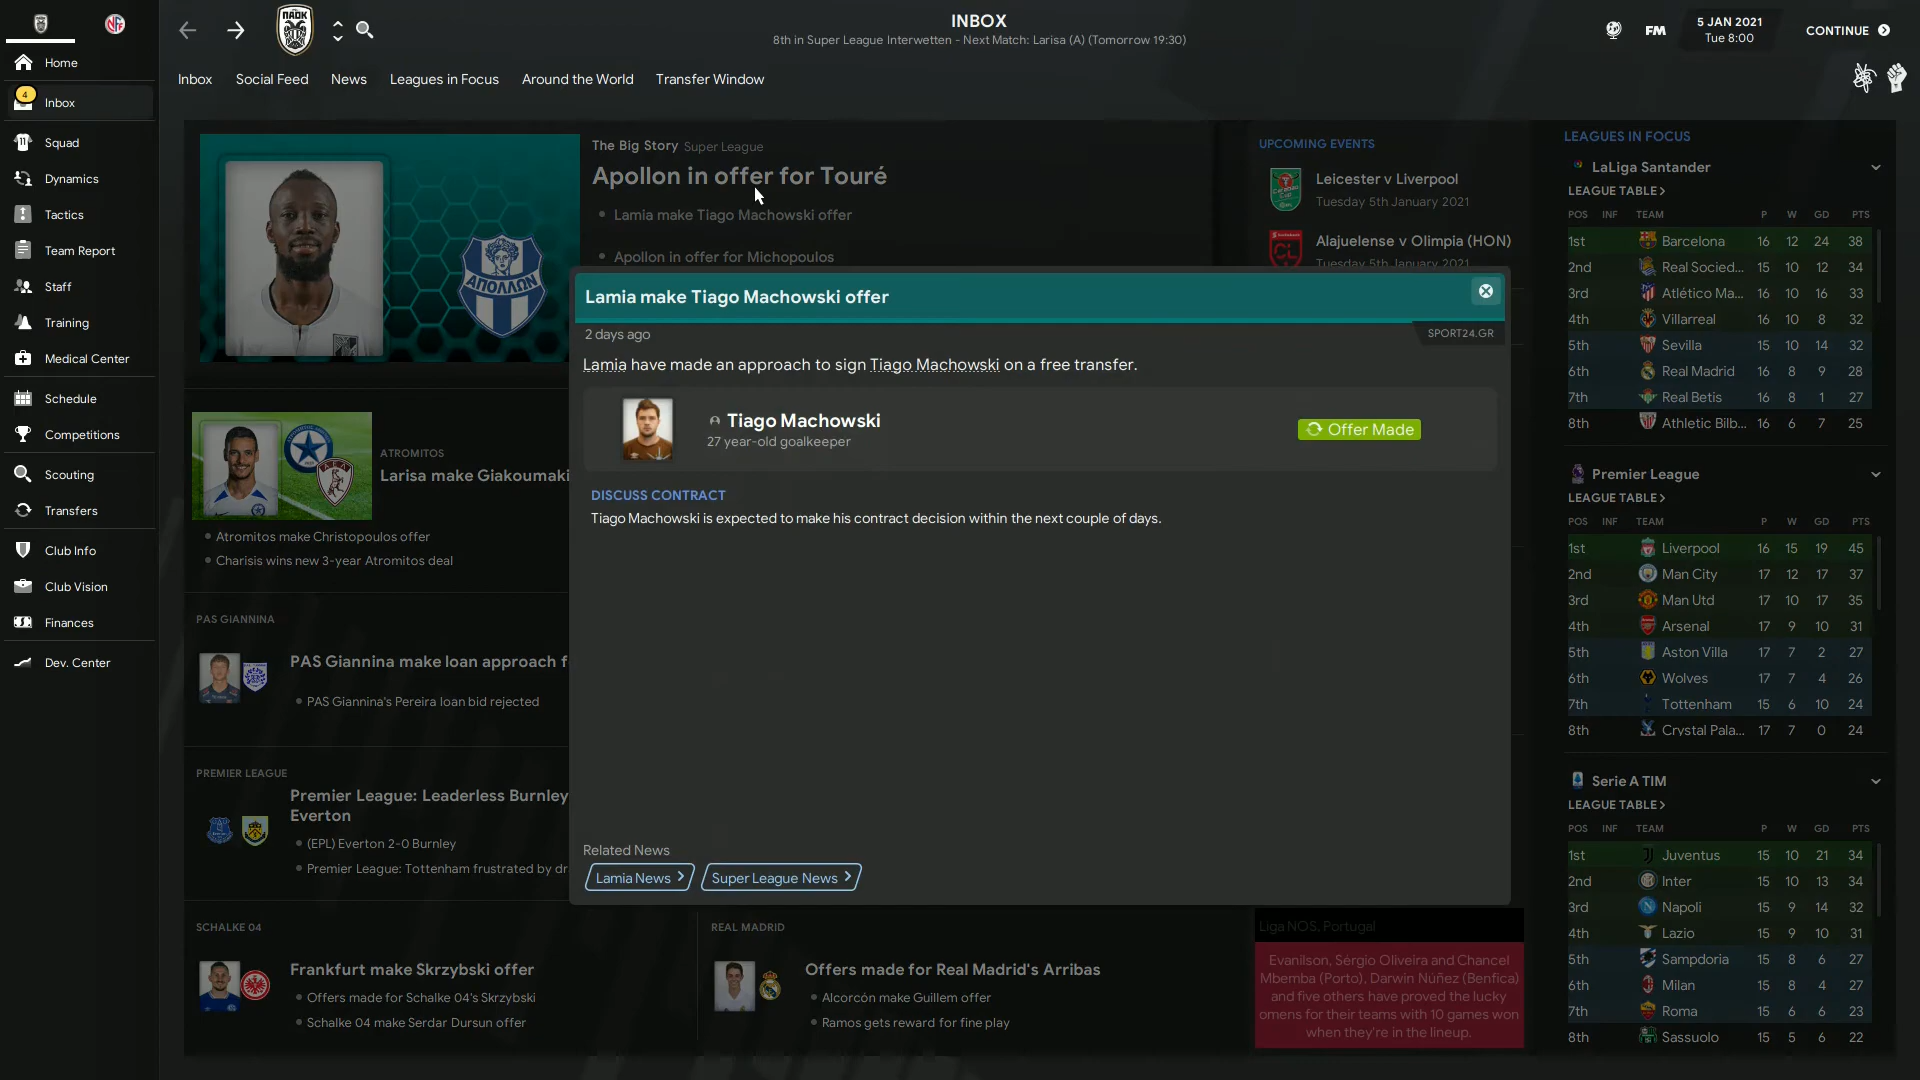 INBOX
8th in Super League Interwetten - Next Match: Larisa (A) (Tomorrow 19:30)
FM
5 JAN 2021
Tue 8:00
CONTINUE
Home
4
Inbox
Squad
Dynamics
Tactics
Team Report
Staff
Training
Medical Center
Schedule
Competitions
Scouting
Transfers
Club Info
Club Vision
Finances
Dev. Center
Inbox
Social Feed
News
Leagues in Focus
Around the World
Transfer Window
ΑΠΟΛΛΩΝ
The Big Story Super League
Apollon in offer for Touré
Lamia make Tiago Machowski offer
Apollon in offer for Michopoulos
ATROMITOS
Larisa make Giakoumaki
Atromitos make Christopoulos offer
Charisis wins new 3-year Atromitos deal
PAS GIANNINA
PAS Giannina make loan approach f
PAS Giannina's Pereira loan bid rejected
PREMIER LEAGUE
Premier League: Leaderless Burnley
Everton
(EPL) Everton 2-0 Burnley
Premier League: Tottenham frustrated by dr
SCHALKE 04
Frankfurt make Skrzybski offer
Offers made for Schalke 04's Skrzybski
Schalke 04 make Serdar Dursun offer
REAL MADRID
Offers made for Real Madrid's Arribas
Alcorcón make Guillem offer
Ramos gets reward for fine play
Lamia make Tiago Machowski offer
2 days ago
SPORT24.GR
Lamia have made an approach to sign Tiago Machowski on a free transfer.
Tiago Machowski
27 year-old goalkeeper
Offer Made
DISCUSS CONTRACT
Tiago Machowski is expected to make his contract decision within the next couple of days.
Related News
Lamia News
Super League News
UPCOMING EVENTS
Leicester v Liverpool
Tuesday 5th January 2021
Alajuelense v Olimpia (HON)
Tuesday 5th January 2021
Liga NOS, Portugal
Evanilson, Sérgio Oliveira and Chancel
Mbemba (Porto), Darwin Núñez (Benfica)
and five others have proved the lucky
omens for their teams with 10 games won
when they're in the lineup.
LEAGUES IN FOCUS
LaLiga Santander
LEAGUE TABLE
POS INF TEAM P W GD PTS
1st Barcelona 16 12 24 38
2nd Real Socied... 15 10 12 34
3rd Atlético Ma... 16 10 16 33
4th Villarreal 16 10 8 32
5th Sevilla 15 10 14 32
6th Real Madrid 16 8 9 28
7th Real Betis 16 8 1 27
8th Athletic Bilb... 16 6 7 25
Premier League
LEAGUE TABLE
POS INF TEAM P W GD PTS
1st Liverpool 16 15 19 45
2nd Man City 17 12 17 37
3rd Man Utd 17 10 17 35
4th Arsenal 17 9 10 31
5th Aston Villa 17 7 2 27
6th Wolves 17 7 4 26
7th Tottenham 15 6 10 24
8th Crystal Pala... 17 7 0 24
Serie A TIM
LEAGUE TABLE
POS INF TEAM P W GD PTS
1st Juventus 15 10 21 34
2nd Inter 15 10 13 34
3rd Napoli 15 9 14 32
4th Lazio 15 9 10 31
5th Sampdoria 15 8 6 27
6th Milan 15 8 4 27
7th Roma 15 6 6 23
8th Sassuolo 15 5 6 22